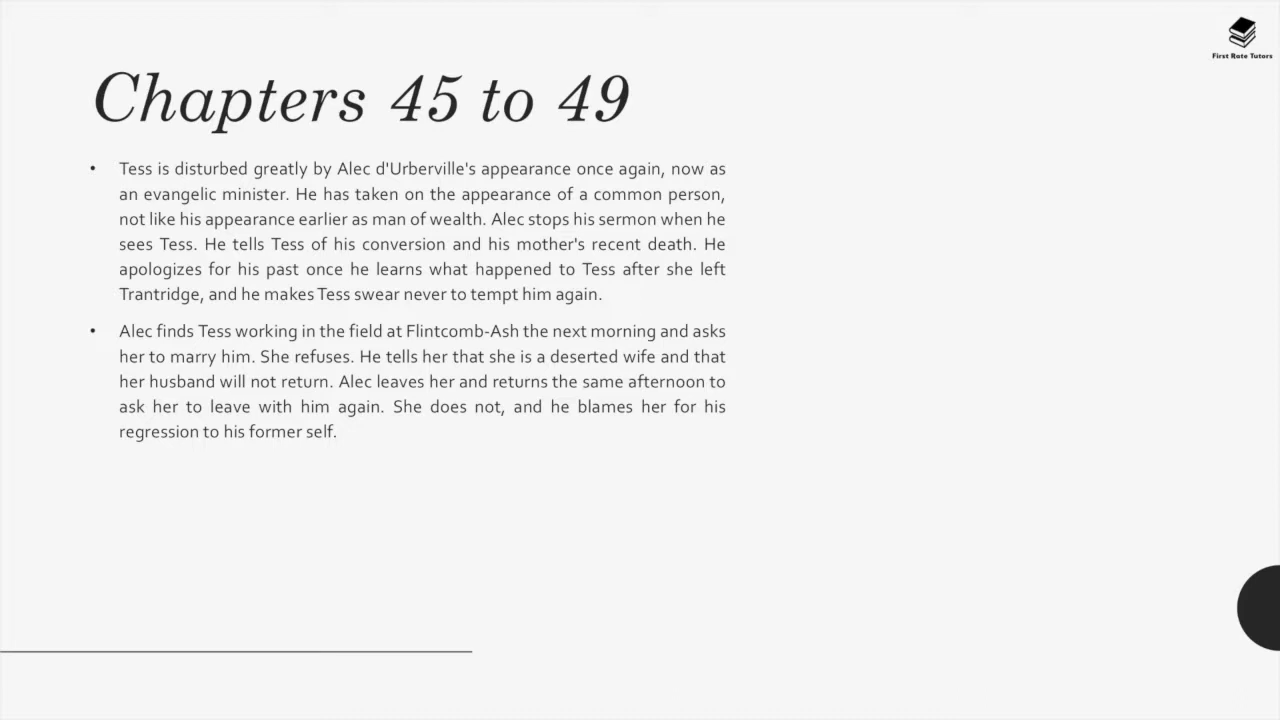 First Rate Tutors
Chapters 45 to 49
• Tess is disturbed greatly by Alec d'Urberville's appearance once again, now as
an evangelic minister. He has taken on the appearance of a common person,
not like his appearance earlier as man of wealth. Alec stops his sermon when he
sees Tess. He tells Tess of his conversion and his mother's recent death. He
apologizes for his past once he learns what happened to Tess after she left
Trantridge, and he makes Tess swear never to tempt him again.
• Alec finds Tess working in the field at Flintcomb-Ash the next morning and asks
her to marry him. She refuses. He tells her that she is a deserted wife and that
her husband will not return. Alec leaves her and returns the same afternoon to
ask her to leave with him again. She does not, and he blames her for his
regression to his former self.